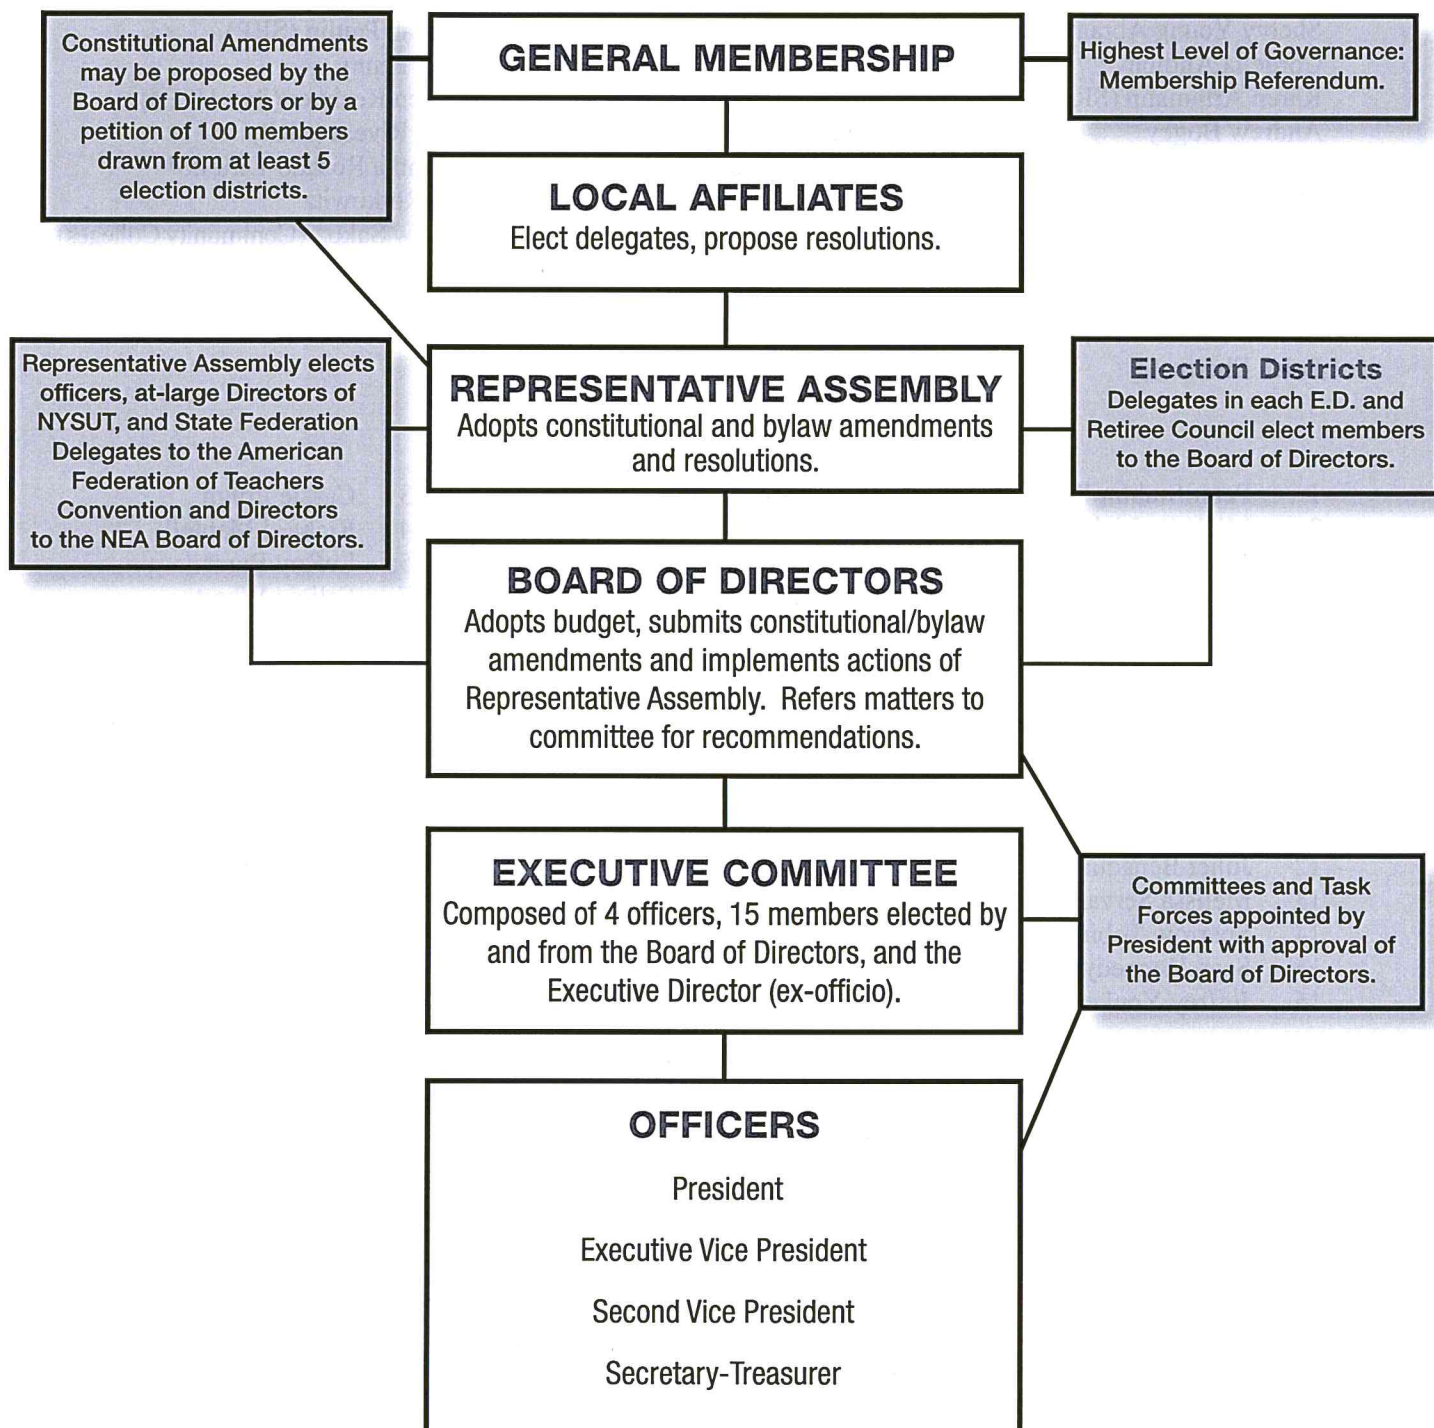 Constitutional Amendments
may be proposed by the
Board of Directors or by a
petition of 100 members
drawn from at least 5
election districts.
GENERAL MEMBERSHIP
Highest Level of Governance:
Membership Referendum.
LOCAL AFFILIATES
Elect delegates, propose resolutions.
Representative Assembly elects
officers, at-large Directors of
NYSUT, and State Federation
Delegates to the American
Federation of Teachers
Convention and Directors
to the NEA Board of Directors.
REPRESENTATIVE ASSEMBLY
Adopts constitutional and bylaw amendments
and resolutions.
Election Districts
Delegates in each E.D. and
Retiree Council elect members
to the Board of Directors.
BOARD OF DIRECTORS
Adopts budget, submits constitutional/bylaw
amendments and implements actions of
Representative Assembly.  Refers matters to
committee for recommendations.
EXECUTIVE COMMITTEE
Composed of 4 officers, 15 members elected by
and from the Board of Directors, and the
Executive Director (ex-officio).
Committees and Task
Forces appointed by
President with approval of
the Board of Directors.
OFFICERS
President
Executive Vice President
Second Vice President
Secretary-Treasurer